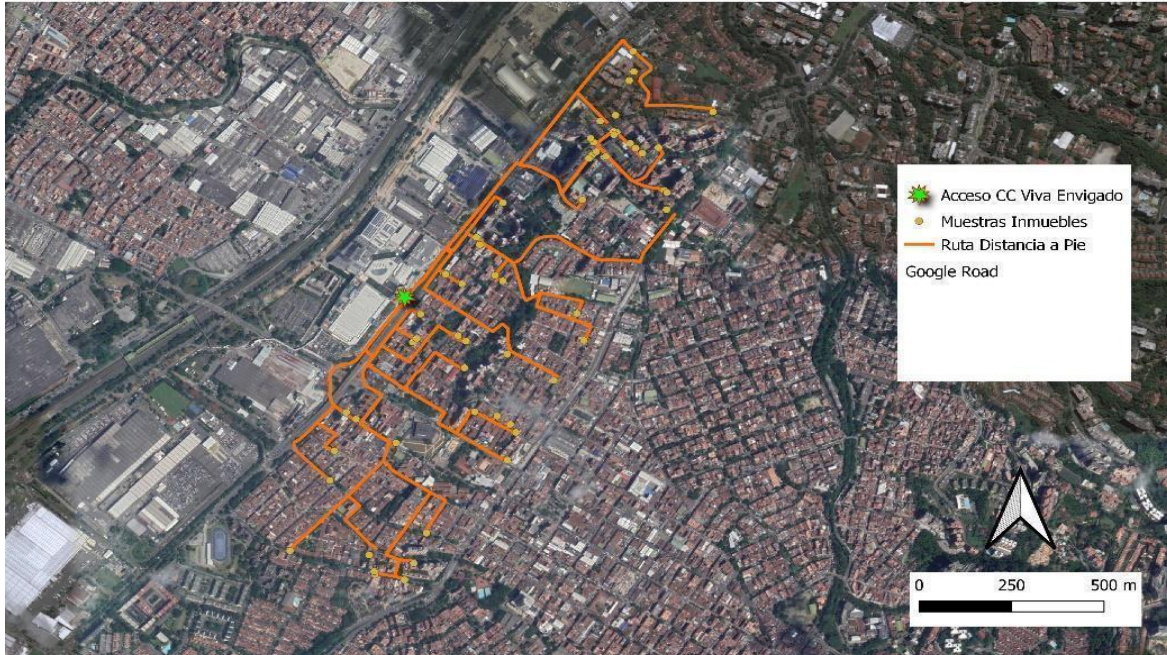 Acceso CC Viva Envigado
Muestras Inmuebles
Ruta Distancia a Pie
Google Road
0 250 500 m